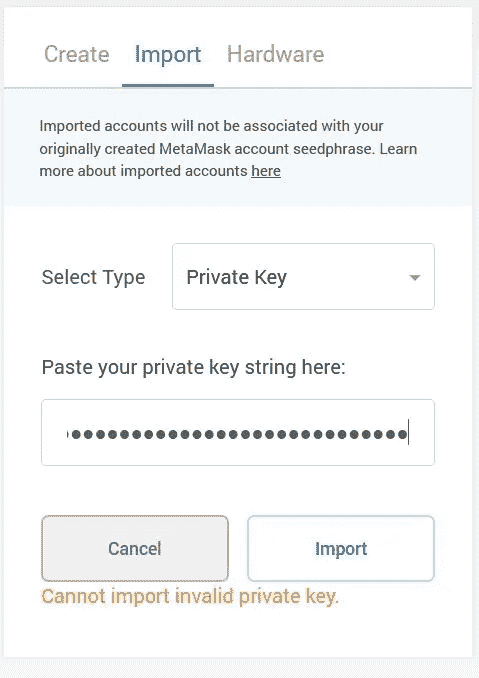 Create Import Hardware
Imported accounts will not be associated with your
originally created MetaMask account seedphrase. Learn
more about imported accounts here
Select Type Private Key
Paste your private key string here:
Cancel Import
Cannot import invalid private key.